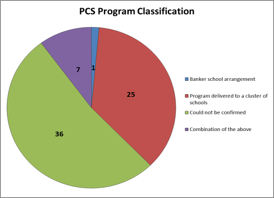 PCS Program Classification
1
25
36
7
Banker school arrangement
Program delivered to a cluster of
schools
Could not be confirmed
Combination of the above